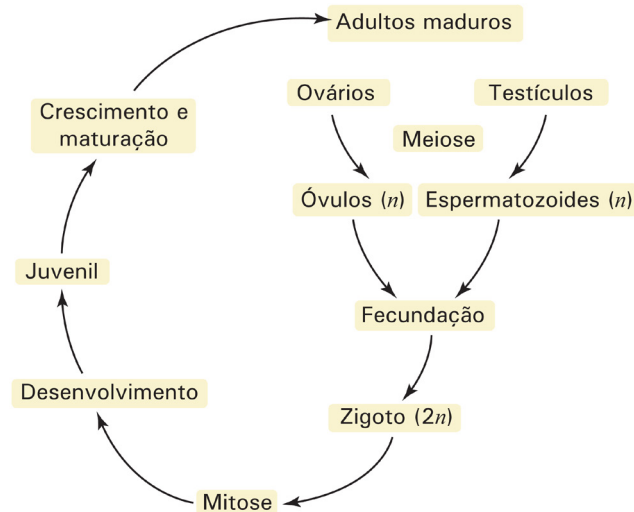 Adultos maduros
Ovários
Testículos
Crescimento e
maturação
Meiose
Óvulos (n)
Espermatozoides (n)
Juvenil
Fecundação
Desenvolvimento
Zigoto (2n)
Mitose